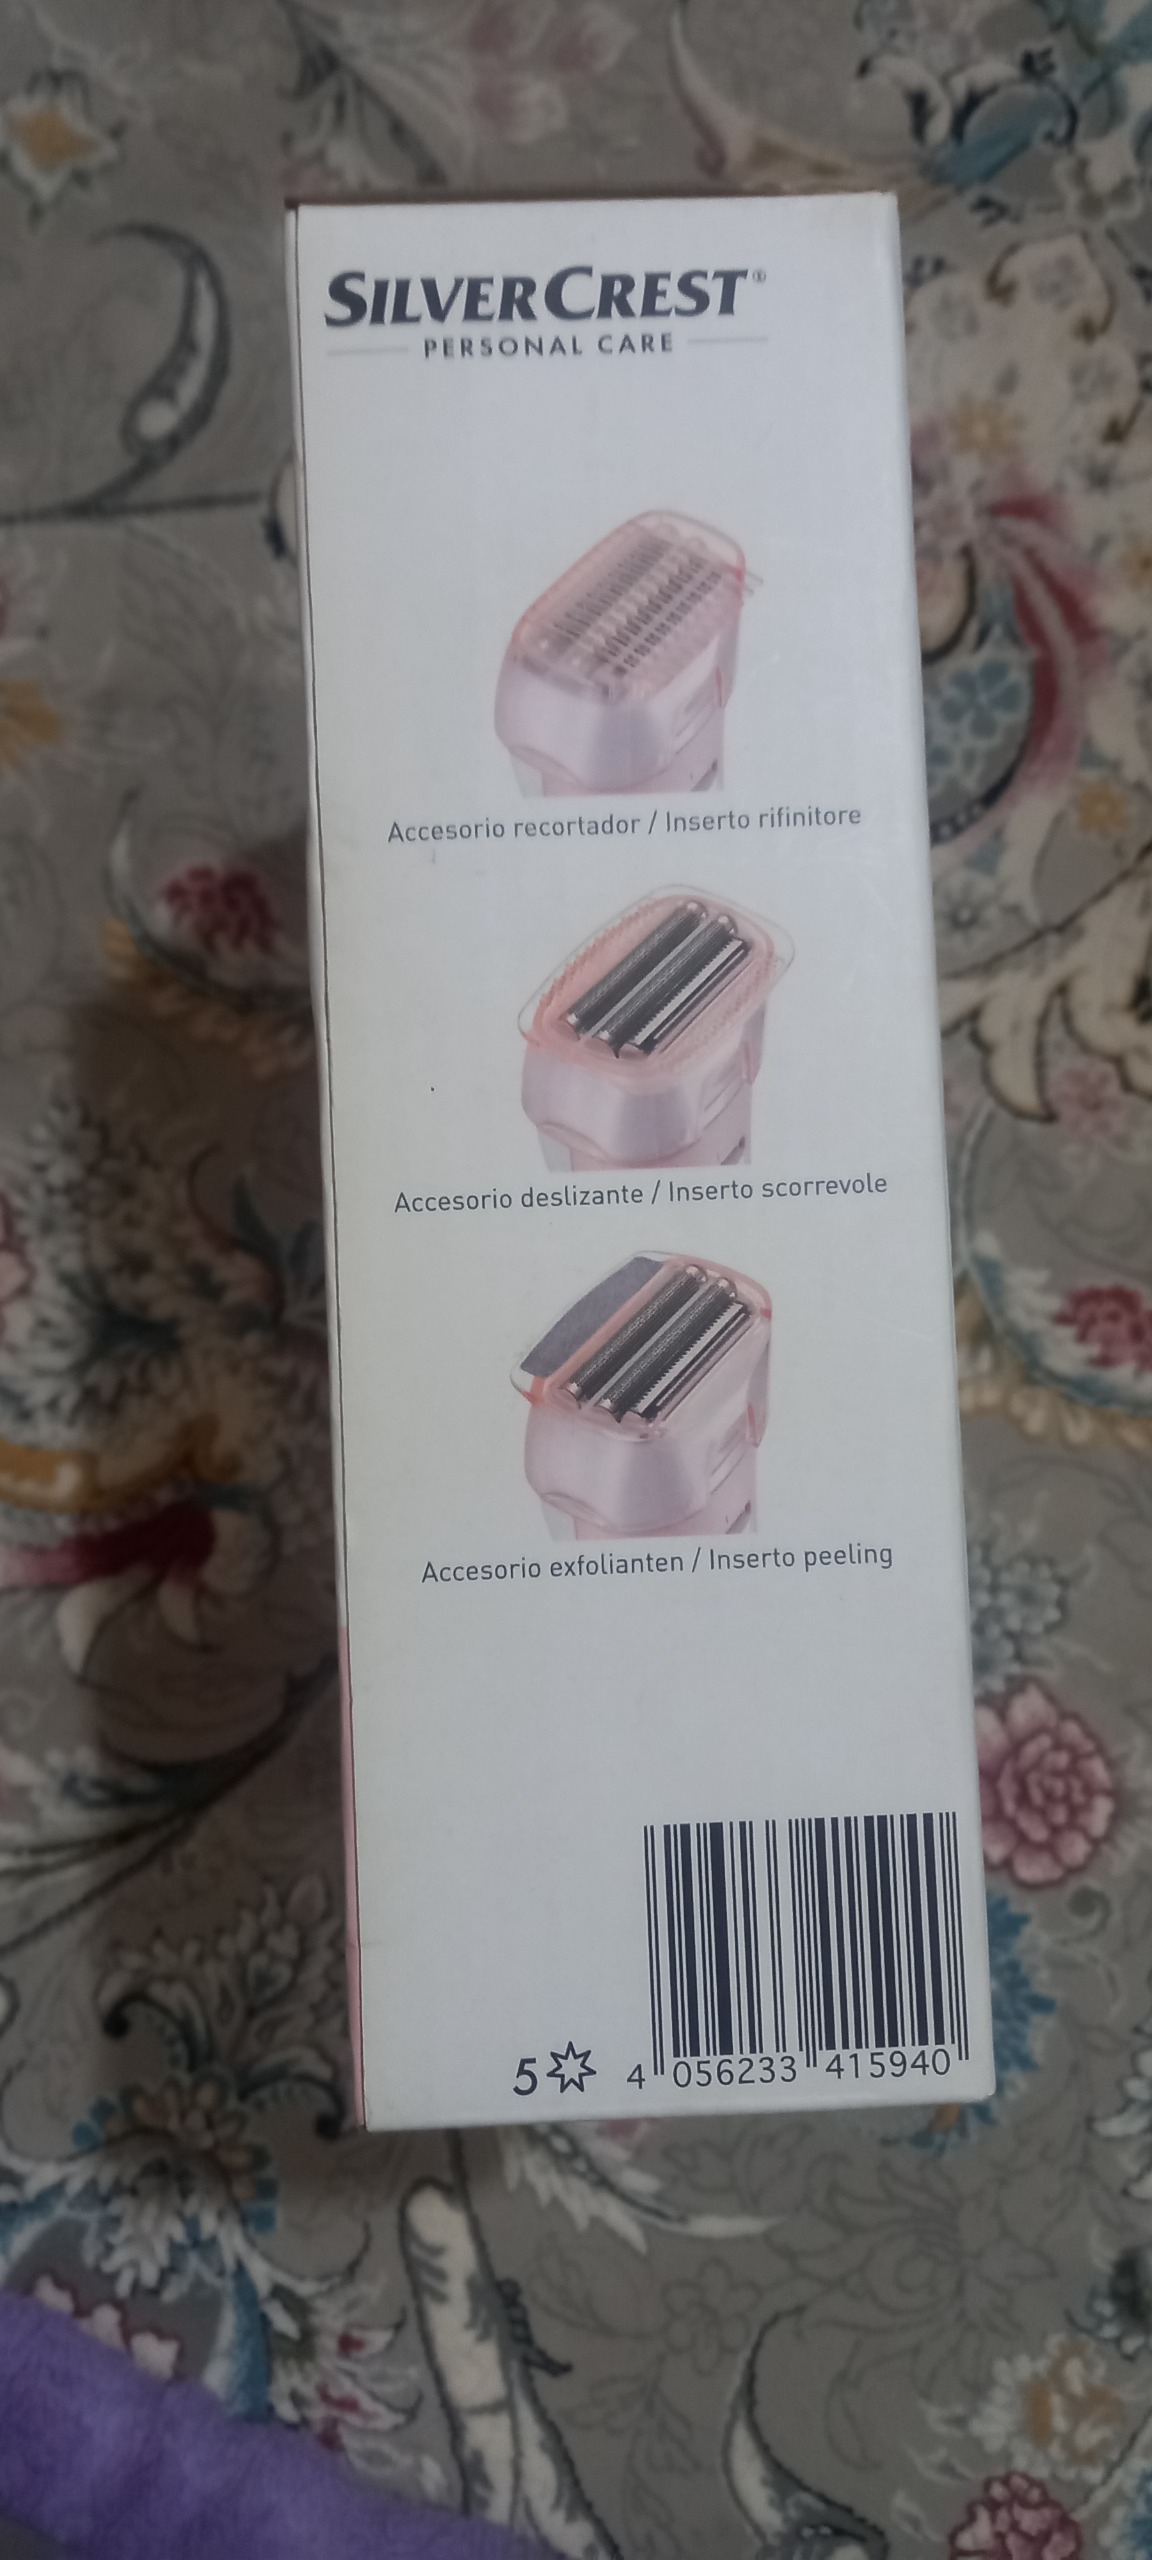 SILVERCREST®
PERSONAL CARE
Accesorio recortador / Inserto rifinitore
Accesorio deslizante / Inserto scorrevole
Accesorio exfolianten / Inserto peeling
5 4 056233 415940